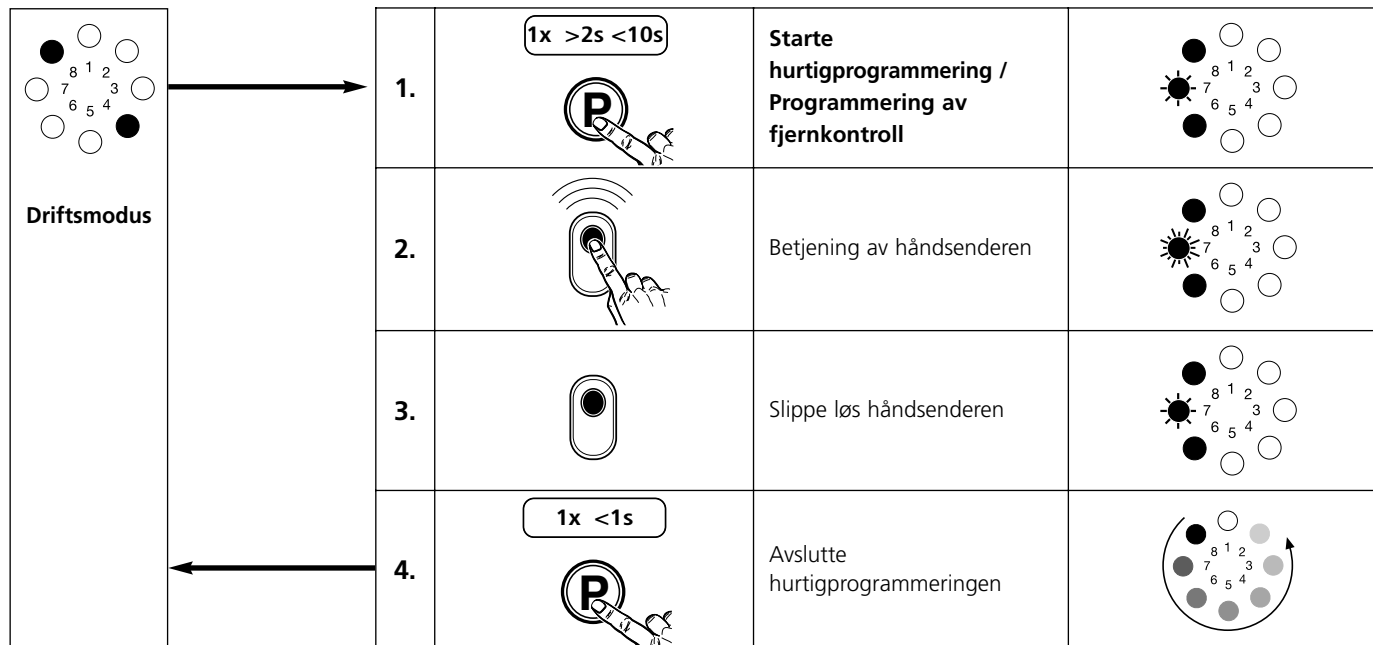 8 1 2
7 3
6 5 4
Driftsmodus
1.
1x >2s <10s
P
Starte
hurtigprogrammering /
Programmering av
fjernkontroll
8 1 2
7 3
6 5 4
2.
Betjening av håndsenderen
8 1 2
7 3
6 5 4
3.
Slippe løs håndsenderen
8 1 2
7 3
6 5 4
4.
1x <1s
P
Avslutte
hurtigprogrammeringen
8 1 2
7 3
6 5 4